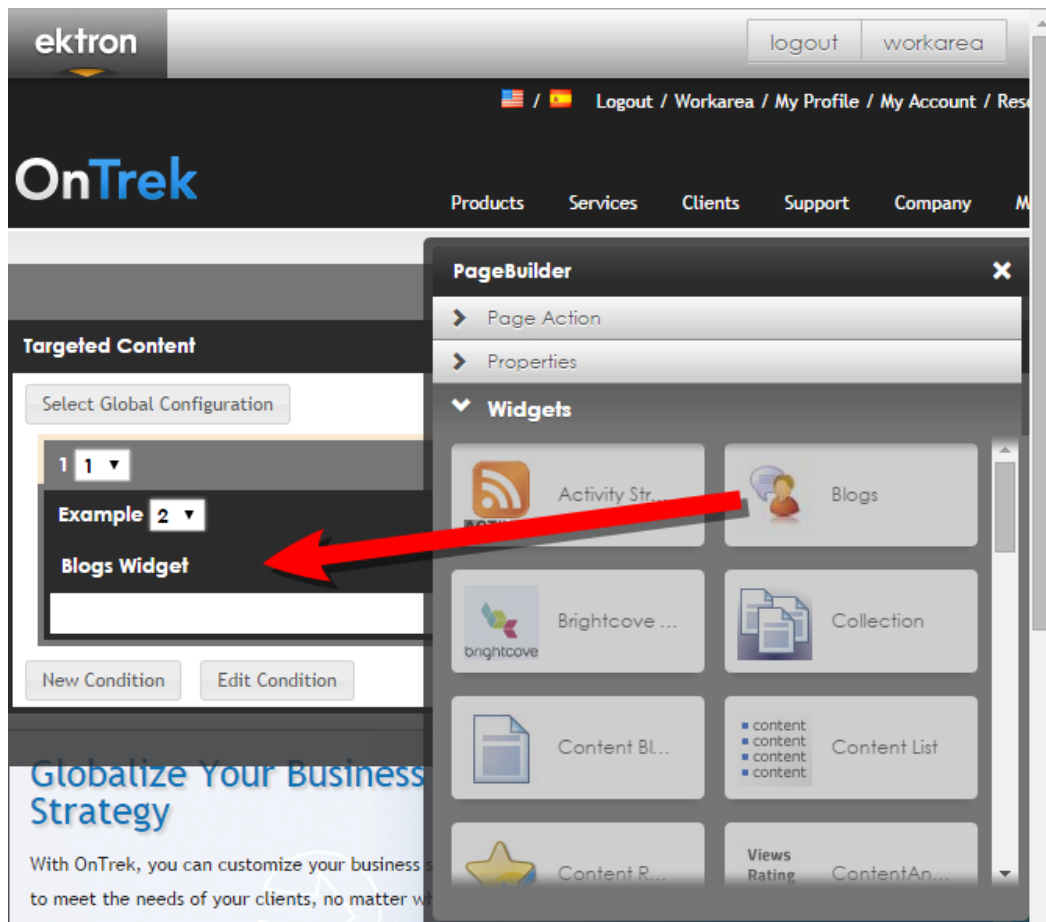 ektron
logout workarea
/ Logout / Workarea / My Profile / My Account / Rese
OnTrek
Products Services Clients Support Company M
PageBuilder
Page Action
Properties
Widgets
Targeted Content
Select Global Configuration
1 1
Example 2
Blogs Widget
New Condition Edit Condition
Activity Str... Blogs
Brightcove ... Collection
brightcove
Content Bl... Content List
content
content
content
content
Content R... ContentAn...
Views
Rating
Globalize Your Business
Strategy
With OnTrek, you can customize your business s
to meet the needs of your clients, no matter wh